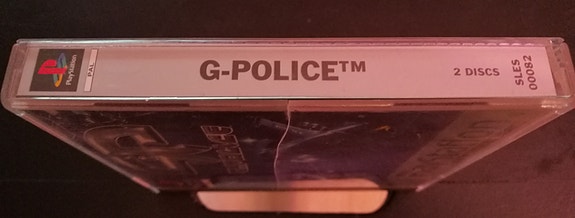 PlayStation
PAL
G-POLICE™
2 DISCS
SLES
00082